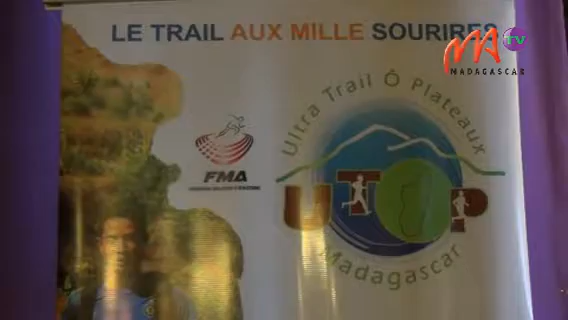 LE TRAIL AUX MILLE SOURIRES
MA TV
MADAGASCAR
Ultra Trail Ô Plateaux
FMA
UTOP
Madagascar